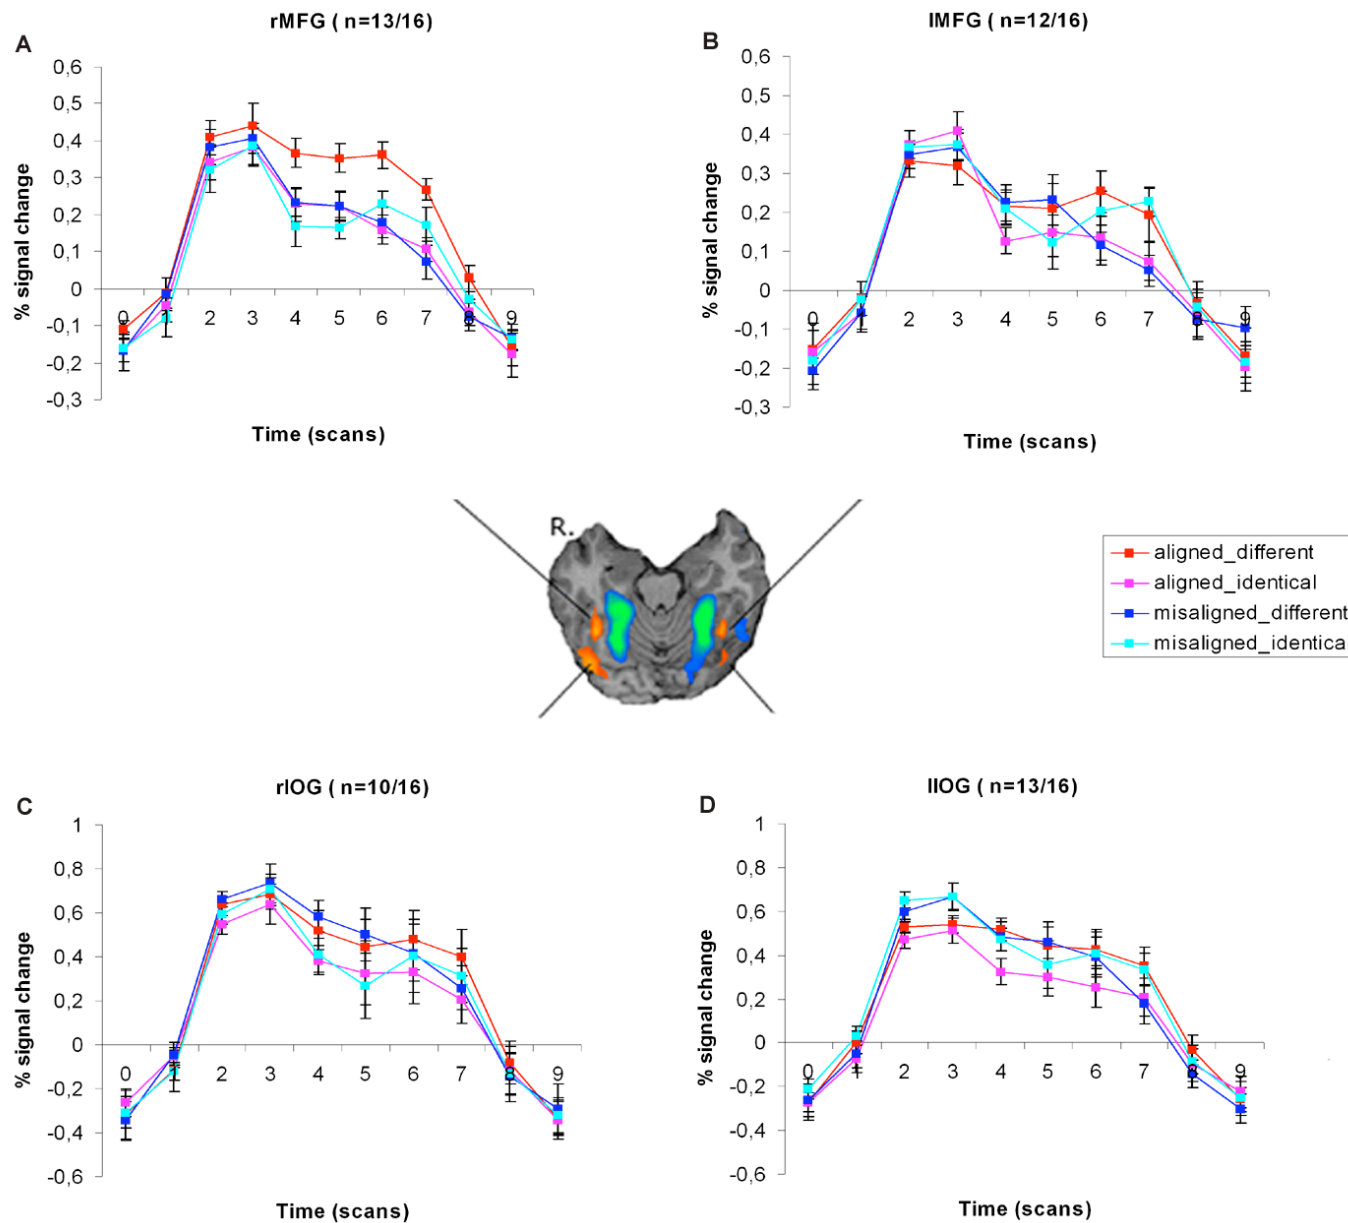 rMFG ( n=13/16)
A
0,6
0,5
0,4
0,3
0,2
0,1
0
-0,1
-0,2
-0,3
% signal change
0 2 3 4 5 6 7 8 9
Time (scans)
lMFG (n=12/16)
B
0,6
0,5
0,4
0,3
0,2
0,1
0
-0,1
-0,2
-0,3
% signal change
0 2 3 4 5 6 7 8 9
Time (scans)
R.
aligned_different
aligned_identical
misaligned_different
misaligned_identical
rIOG ( n=10/16)
C
1
0,8
0,6
0,4
0,2
0
-0,2
-0,4
-0,6
% signal change
0 1 2 3 4 5 6 7 8 9
Time (scans)
lIOG ( n=13/16)
D
1
0,8
0,6
0,4
0,2
0
-0,2
-0,4
-0,6
% signal change
0 1 2 3 4 5 6 7 8 9
Time (scans)